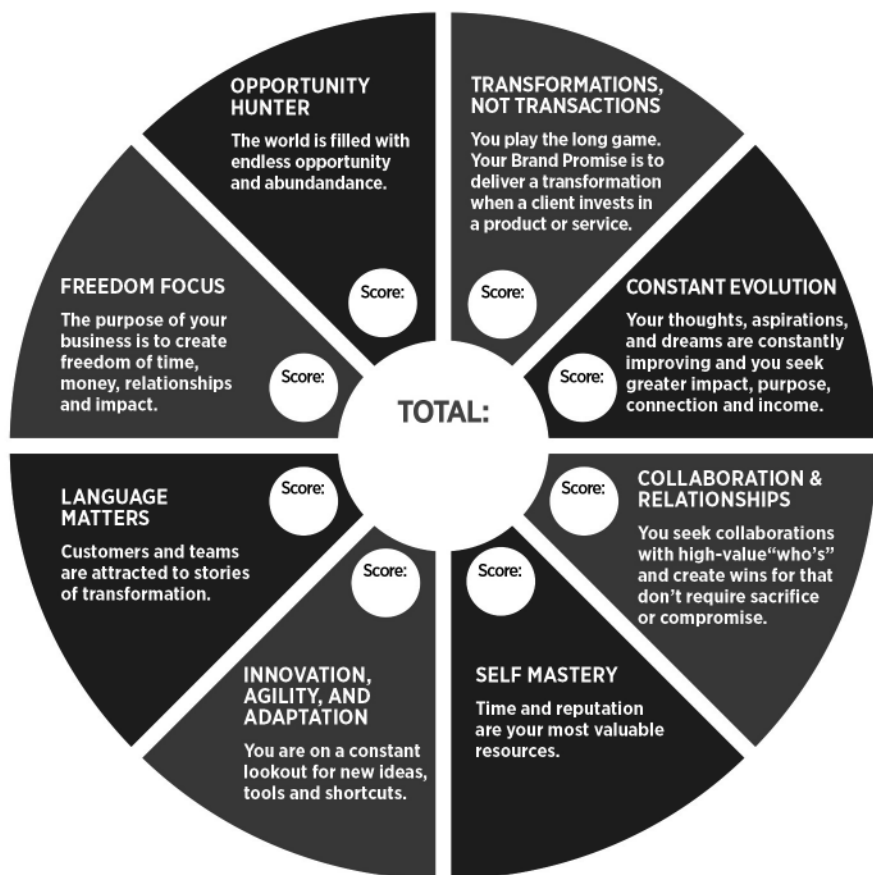 OPPORTUNITY
HUNTER
The world is filled with
endless opportunity
and abundandance.
Score:
TRANSFORMATIONS,
NOT TRANSACTIONS
You play the long game.
Your Brand Promise is to
deliver a transformation
when a client invests in
a product or service.
Score:
CONSTANT EVOLUTION
Your thoughts, aspirations,
and dreams are constantly
improving and you seek
greater impact, purpose,
connection and income.
Score:
COLLABORATION &
RELATIONSHIPS
You seek collaborations
with high-value“who’s”
and create wins for that
don’t require sacrifice
or compromise.
Score:
SELF MASTERY
Time and reputation
are your most valuable
resources.
Score:
INNOVATION,
AGILITY, AND
ADAPTATION
You are on a constant
lookout for new ideas,
tools and shortcuts.
Score:
LANGUAGE
MATTERS
Customers and teams
are attracted to stories
of transformation.
Score:
FREEDOM FOCUS
The purpose of your
business is to create
freedom of time,
money, relationships
and impact.
Score:
TOTAL: